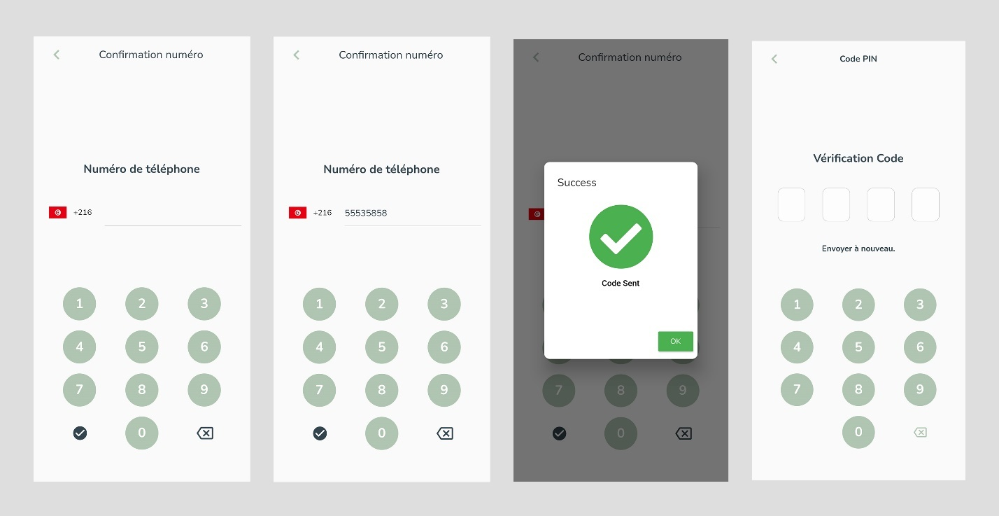 Confirmation numéro
Numéro de téléphone
+216
1 2 3
4 5 6
7 8 9
0
Confirmation numéro
Numéro de téléphone
+216 55535858
1 2 3
4 5 6
7 8 9
0
Confirmation numéro
Success
Code Sent
OK
7 8 9
0
Code PIN
Vérification Code
Envoyer à nouveau.
1 2 3
4 5 6
7 8 9
0